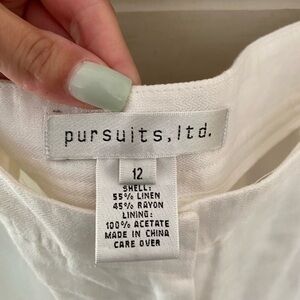 pursuits, ltd.
12
SHELL:
55% LINEN
45% RAYON
LINING:
100% ACETATE
MADE IN CHINA
CARE OVER